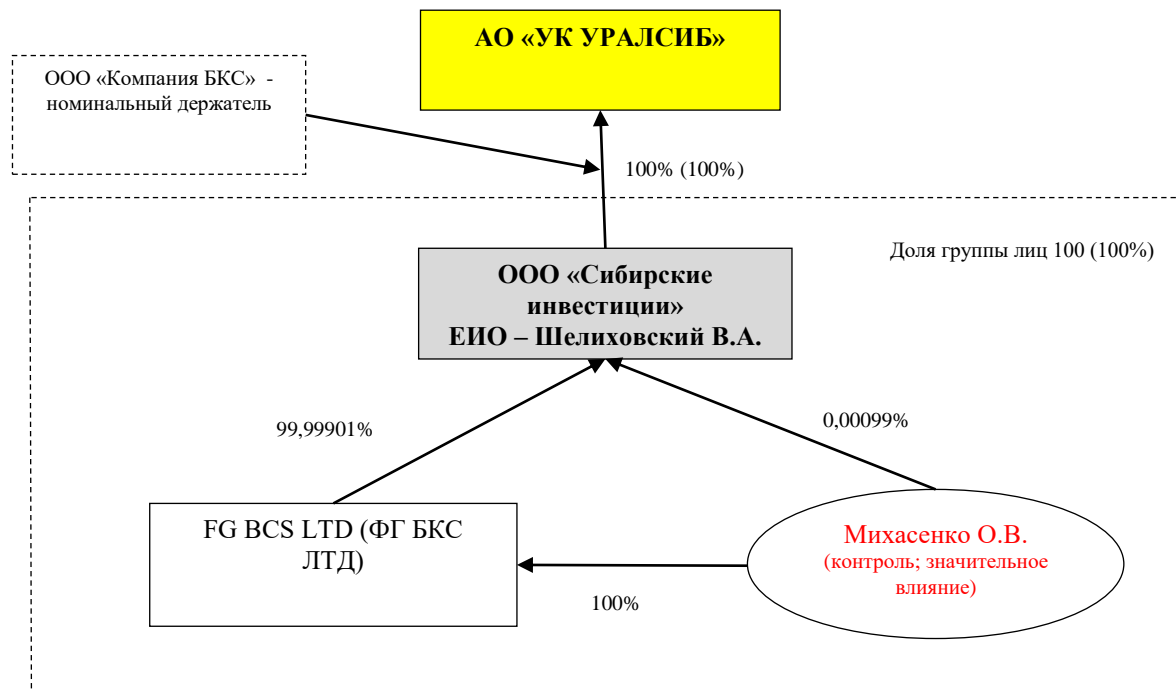 АО «УК УРАЛСИБ»
ООО «Компания БКС»  -
номинальный держатель
100% (100%)
Доля группы лиц 100 (100%)
ООО «Сибирские
инвестиции»
ЕИО – Шелиховский В.А.
99,99901%
0,00099%
FG BCS LTD (ФГ БКС
ЛТД)
Михасенко О.В.
(контроль; значительное
влияние)
100%